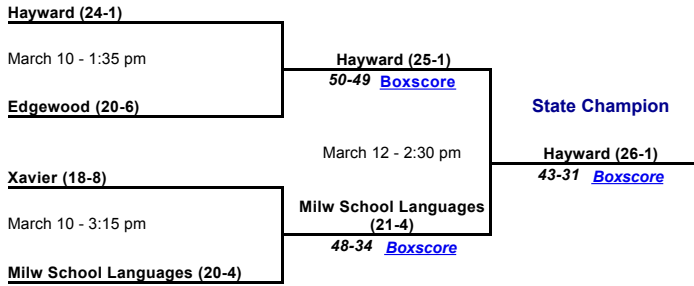 Hayward (24-1)
March 10 - 1:35 pm
Hayward (25-1)
50-49 Boxscore
Edgewood (20-6)
State Champion
March 12 - 2:30 pm
Hayward (26-1)
43-31 Boxscore
Xavier (18-8)
March 10 - 3:15 pm
Milw School Languages
(21-4)
48-34 Boxscore
Milw School Languages (20-4)